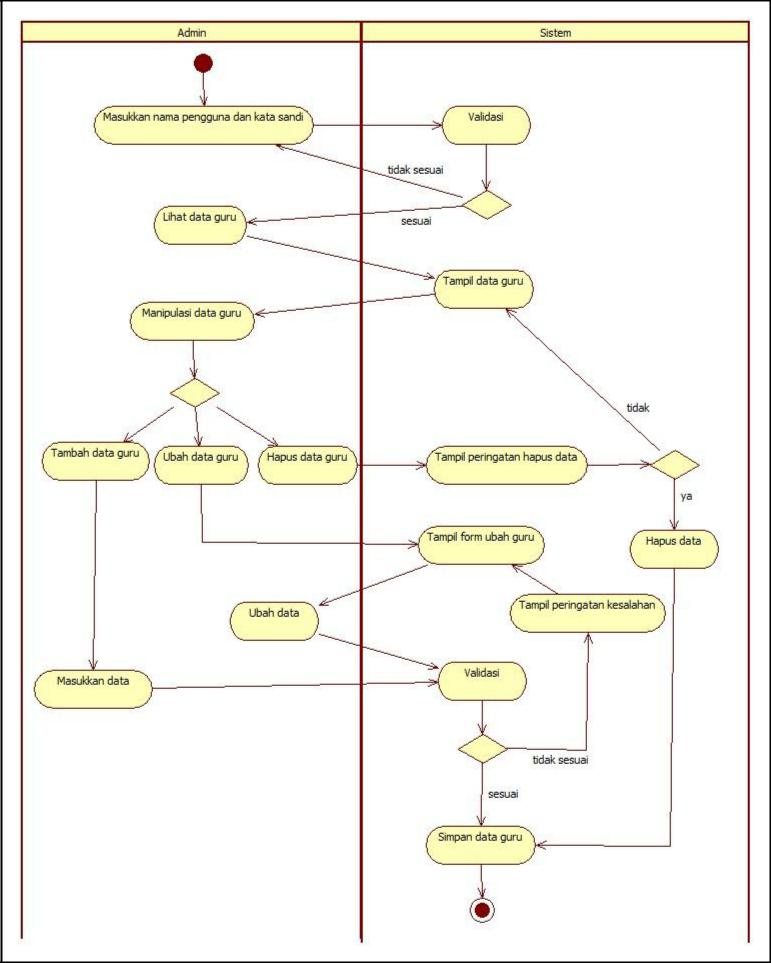 Admin
Sistem
Masukkan nama pengguna dan kata sandi
Validasi
tidak sesuai
Lihat data guru
sesuai
Tampil data guru
Manipulasi data guru
tidak
Tambah data guru
Ubah data guru
Hapus data guru
Tampil peringatan hapus data
ya
Tampil form ubah guru
Hapus data
Ubah data
Tampil peringatan kesalahan
Masukkan data
Validasi
tidak sesuai
sesuai
Simpan data guru